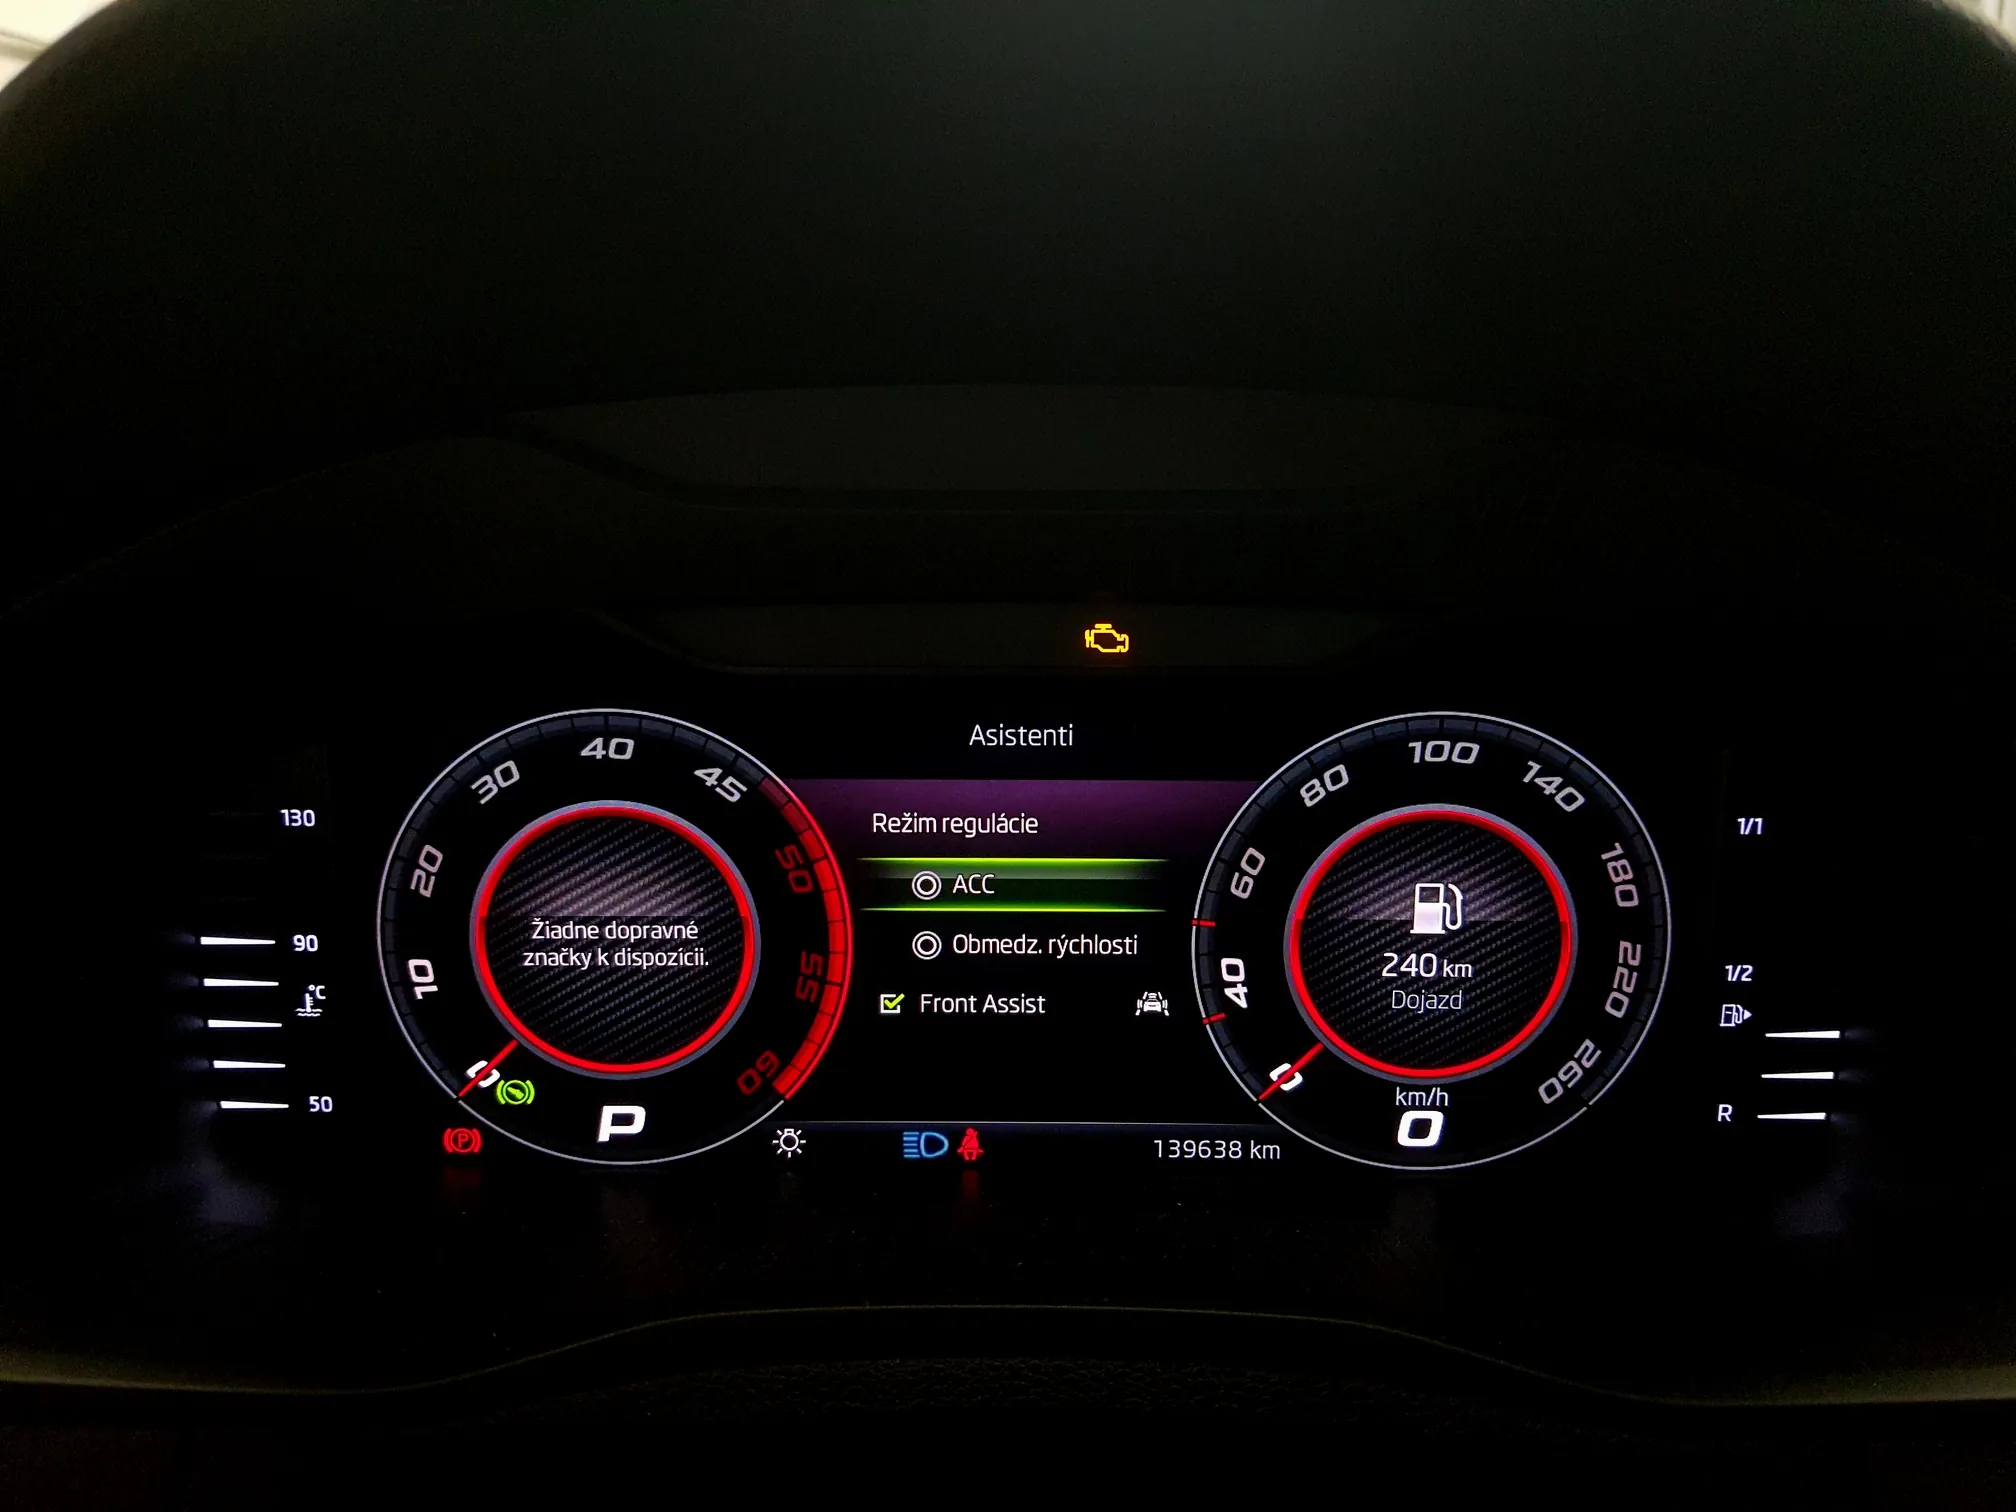 Asistenti
Režim regulácie
ACC
Obmedz. rýchlosti
Front Assist
139638 km
Žiadne dopravné
značky k dispozícii.
0
10
20
30
40
45
50
55
60
P
P
130
90
°C
50
0
40
60
80
100
140
180
220
260
240 km
Dojazd
km/h
0
1/1
1/2
R